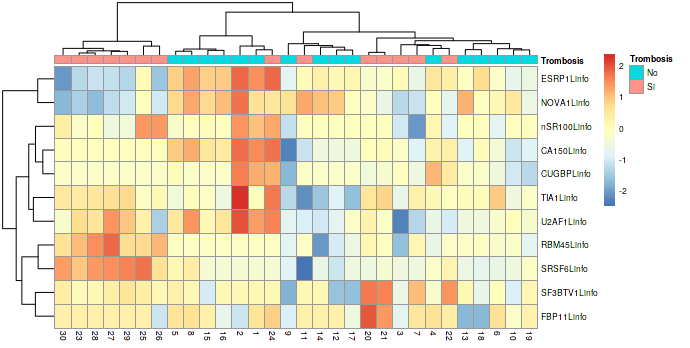 Trombosis
ESRP1Linfo
NOVA1Linfo
nSR100Linfo
CA150Linfo
CUGBPLinfo
TIA1Linfo
U2AF1Linfo
RBM45Linfo
SRSF6Linfo
SF3BTV1Linfo
FBP11Linfo
30 23 28 27 29 25 26 5 8 15 16 2 1 24 9 11 14 12 17 20 21 3 7 4 22 13 18 6 10 19
2
1
0
-1
-2
Trombosis
No
Si